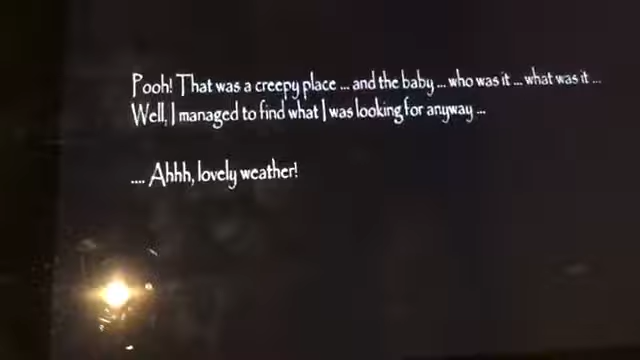 Pooh! That was a creepy place ... and the baby ... who was it ... what was it ...
Well, I managed to find what I was looking for anyway ...
.... Ahhh, lovely weather!